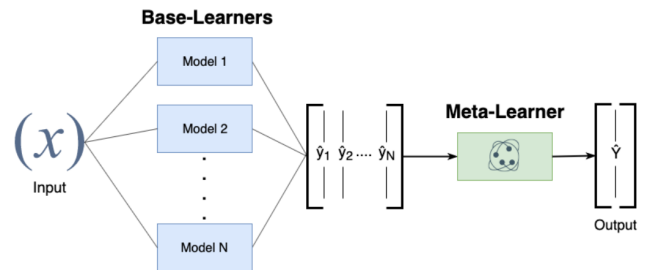 Base-Learners
Model 1
Model 2
Model N
(x)
Input
ŷ1 ŷ2 .... ŷN
Meta-Learner
Ŷ
Output